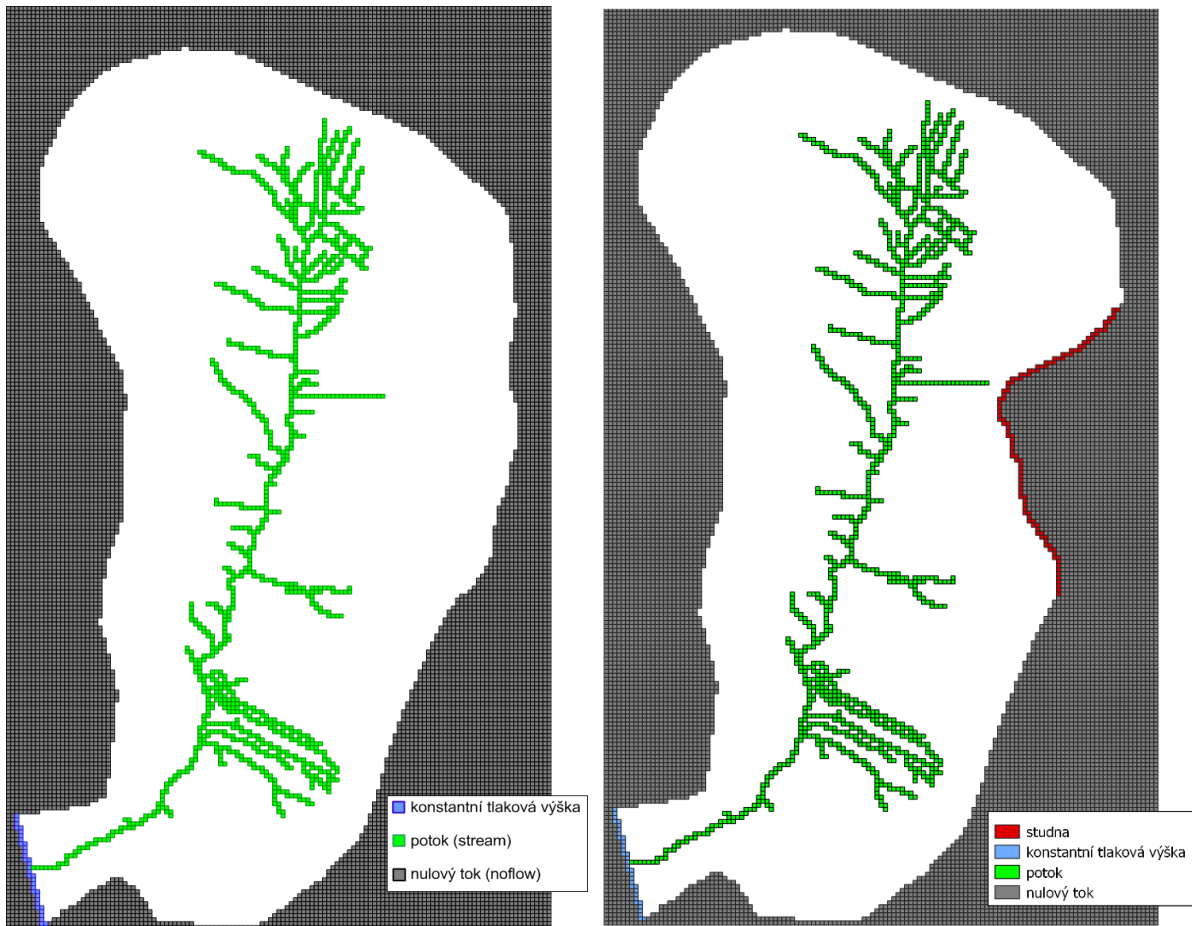 konstantní tlaková výška
potok (stream)
nulový tok (noflow)
studna
konstantní tlaková výška
potok
nulový tok